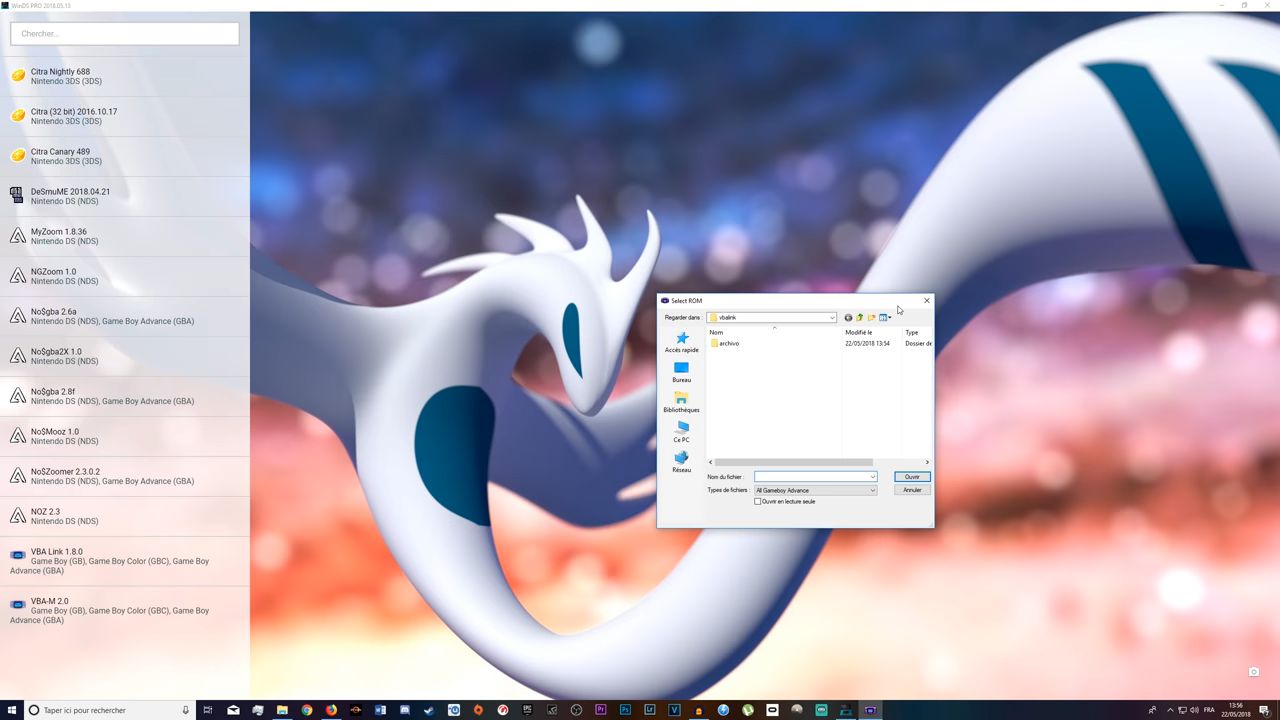 WinDS PRO 2018.05.13
Chercher...
Citra Nightly 688
Nintendo 3DS (3DS)
Citra (32 bit) 2016.10.17
Nintendo 3DS (3DS)
Citra Canary 489
Nintendo 3DS (3DS)
DeSmuME 2018.04.21
Nintendo DS (NDS)
MyZoom 1.8.36
Nintendo DS (NDS)
NGZoom 1.0
Nintendo DS (NDS)
No$gba 2.6a
Nintendo DS (NDS), Game Boy Advance (GBA)
No$gba2X 1.0
Nintendo DS (NDS)
No$gba 2.8f
Nintendo DS (NDS), Game Boy Advance (GBA)
No$Mooz 1.0
Nintendo DS (NDS)
No$Zoomer 2.3.0.2
Nintendo DS (NDS), Game Boy Advance (GBA)
NOZ 2.3
Nintendo DS (NDS)
VBA Link 1.8.0
Game Boy (GB), Game Boy Color (GBC), Game Boy
Advance (GBA)
VBA-M 2.0
Game Boy (GB), Game Boy Color (GBC), Game Boy
Advance (GBA)
Select ROM
Regarder dans : vbalink
Nom Modifié le Type
archivo 22/05/2018 13:54 Dossier de
Accès rapide
Bureau
Bibliothèques
Ce PC
Réseau
Nom du fichier : Ouvrir
Types de fichiers : All Gameboy Advance Annuler
Ouvrir en lecture seule
Taper ici pour rechercher
Pr Ps Lr V
FRA
13:56
22/05/2018